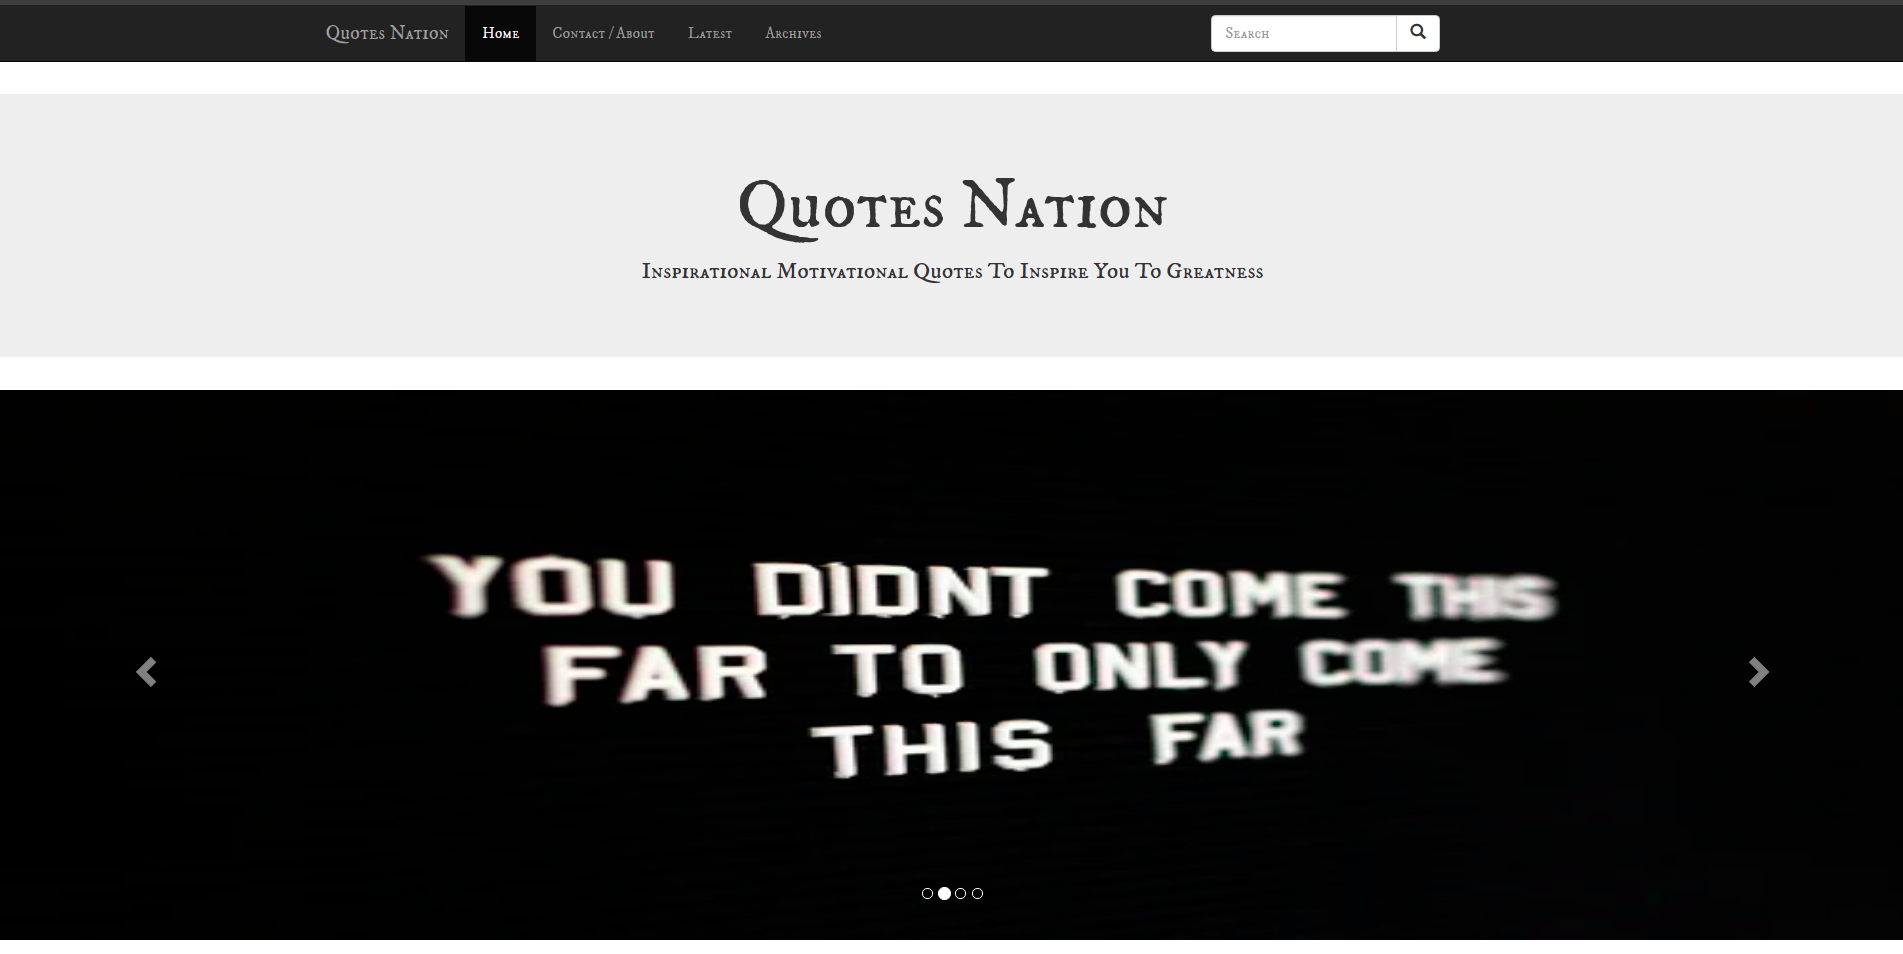 Quotes Nation Home Contact / About Latest Archives Search
Quotes Nation
Inspirational Motivational Quotes To Inspire You To Greatness
YOU DIDNT COME THIS
FAR TO ONLY COME
THIS FAR